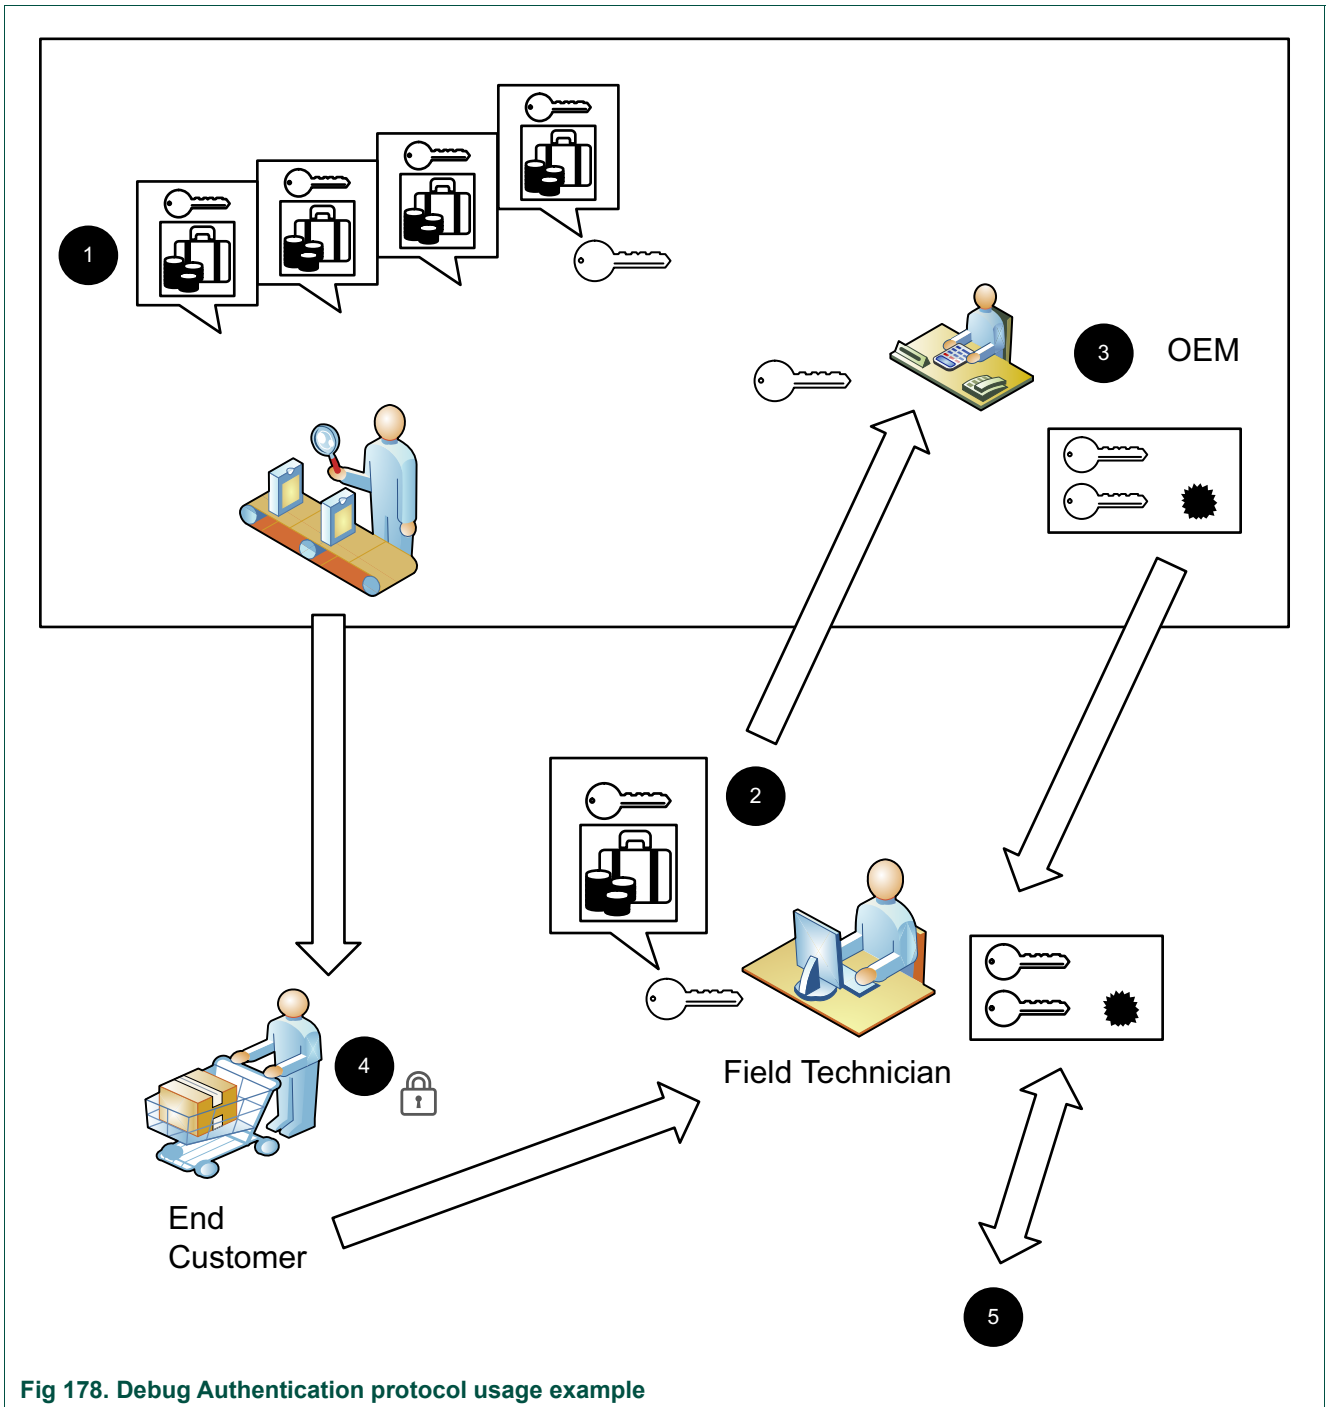 1
3
OEM
2
Field Technician
4
End
Customer
5
Fig 178. Debug Authentication protocol usage example